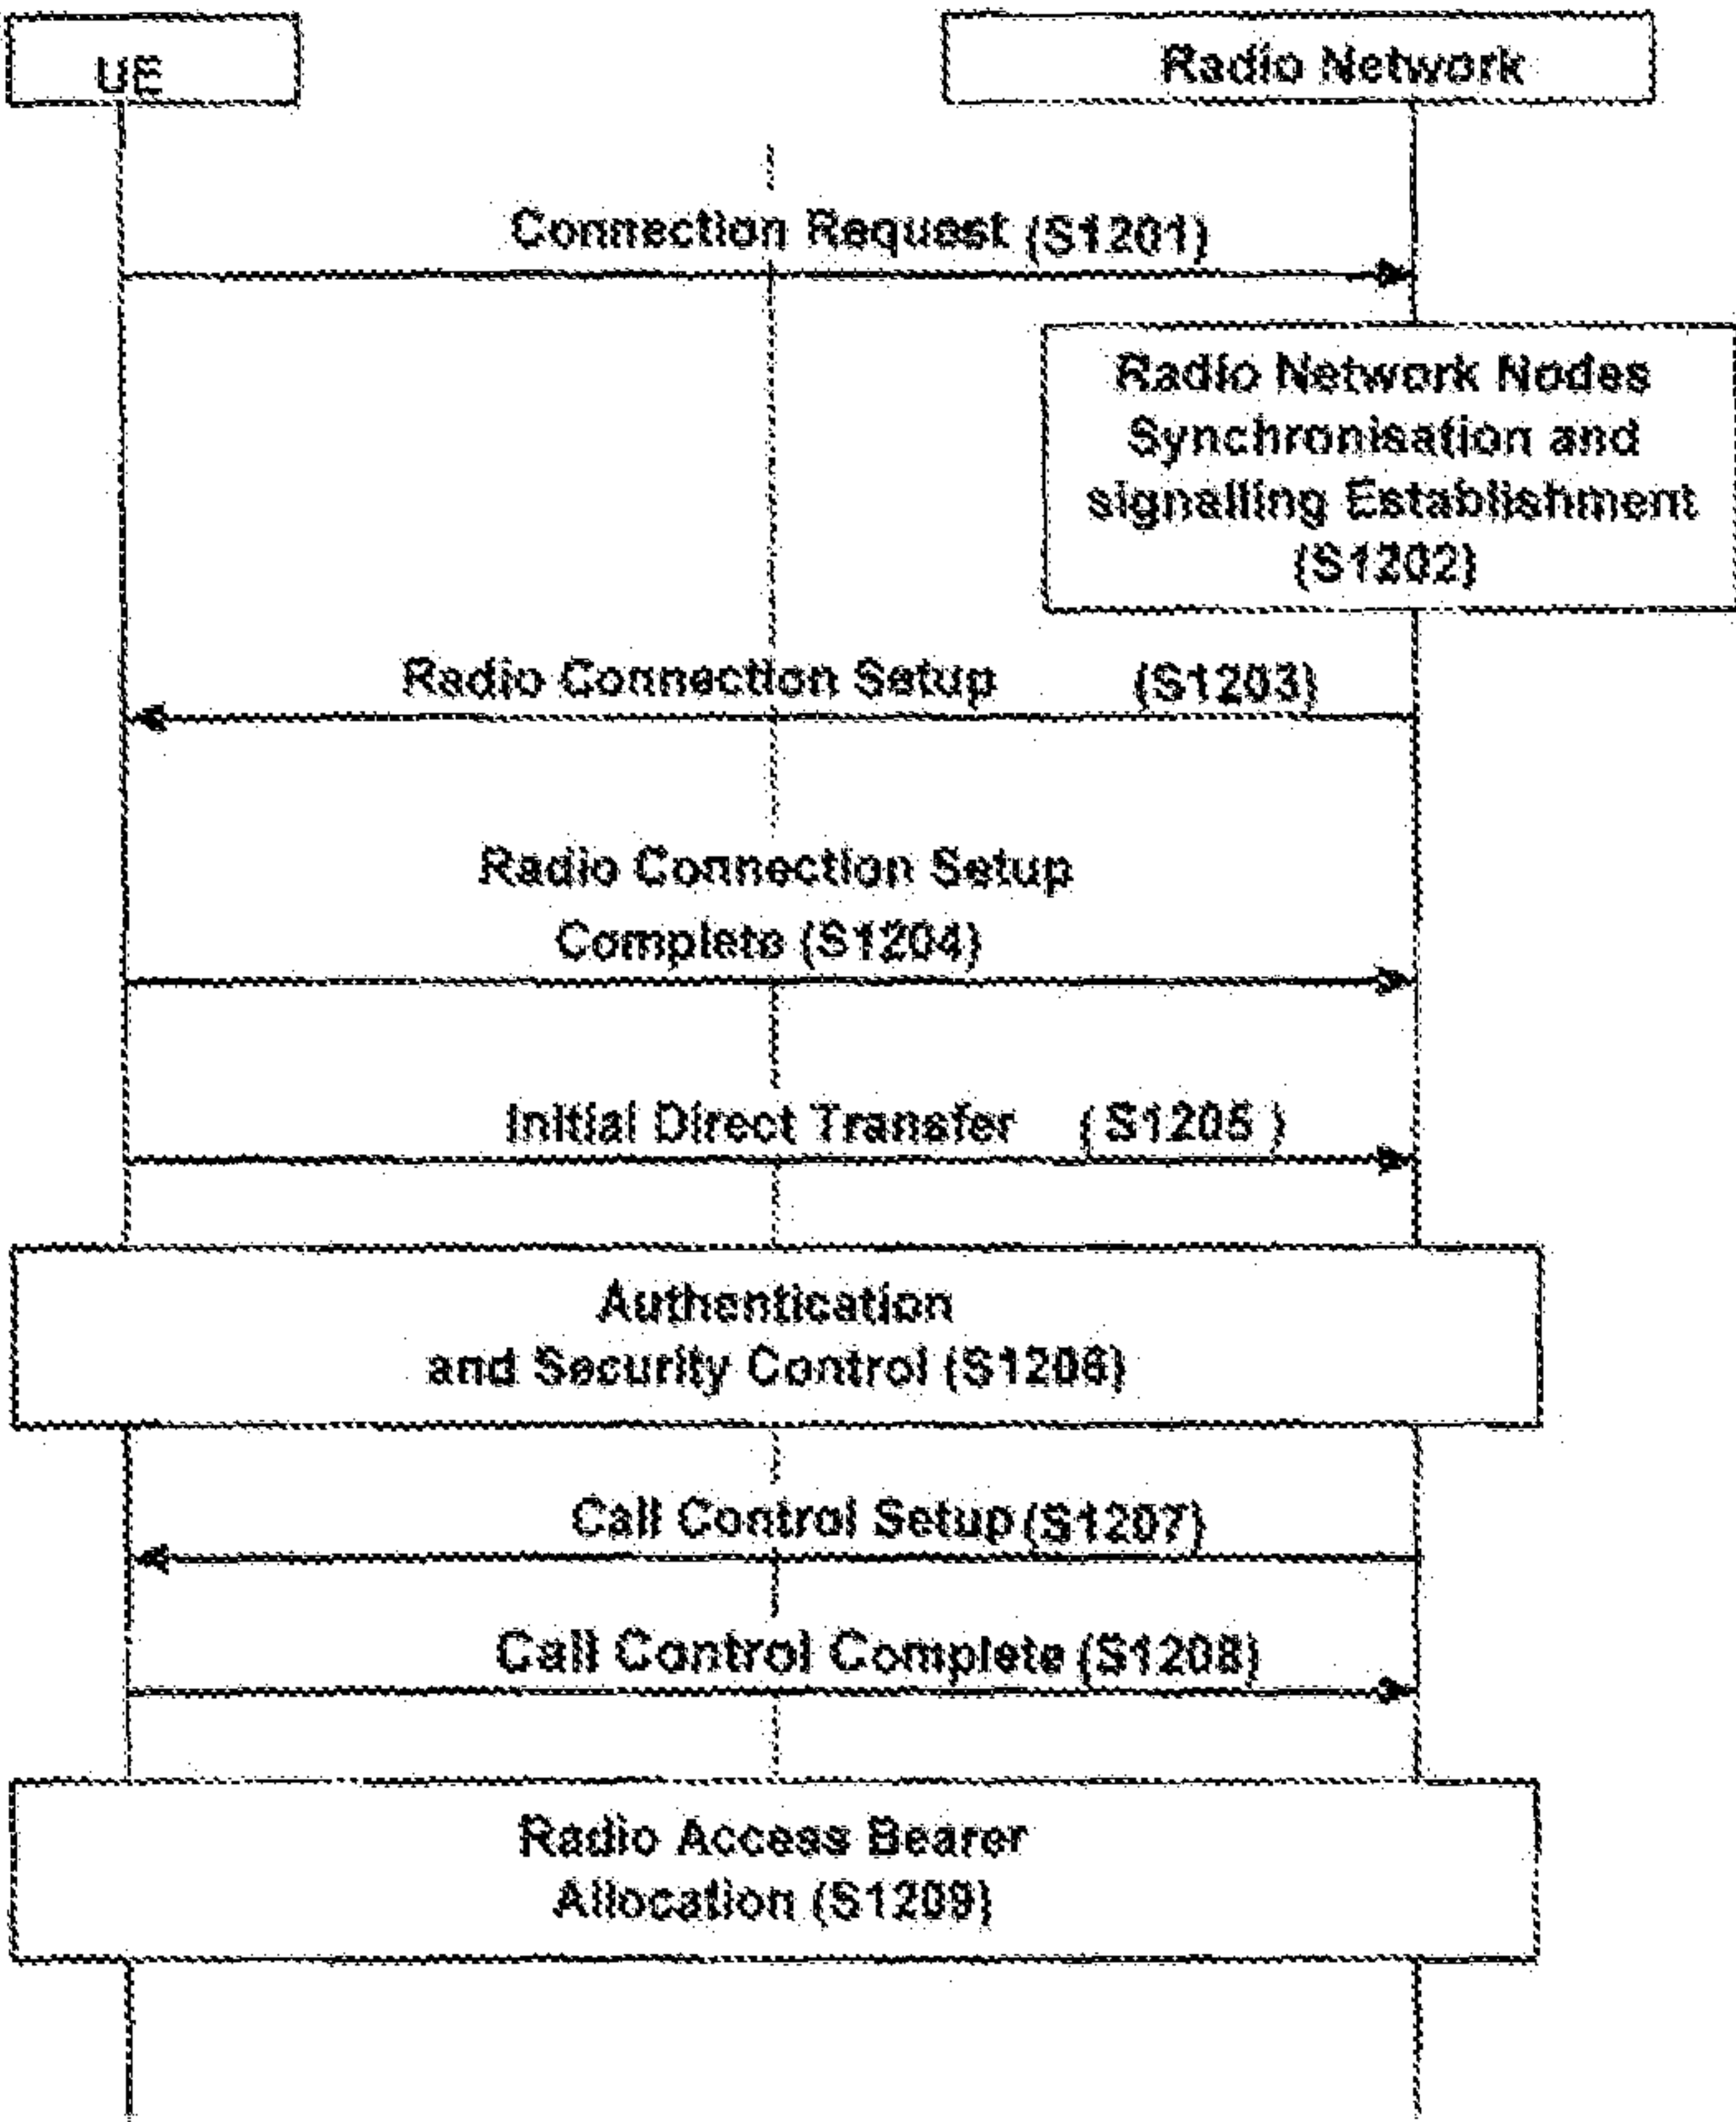 UE
Radio Network
Connection Request (S1201)
Radio Network Nodes
Synchronisation and
signalling Establishment
(S1202)
Radio Connection Setup (S1203)
Radio Connection Setup
Complete (S1204)
Initial Direct Transfer (S1205)
Authentication
and Security Control (S1206)
Call Control Setup (S1207)
Call Control Complete (S1208)
Radio Access Bearer
Allocation (S1209)